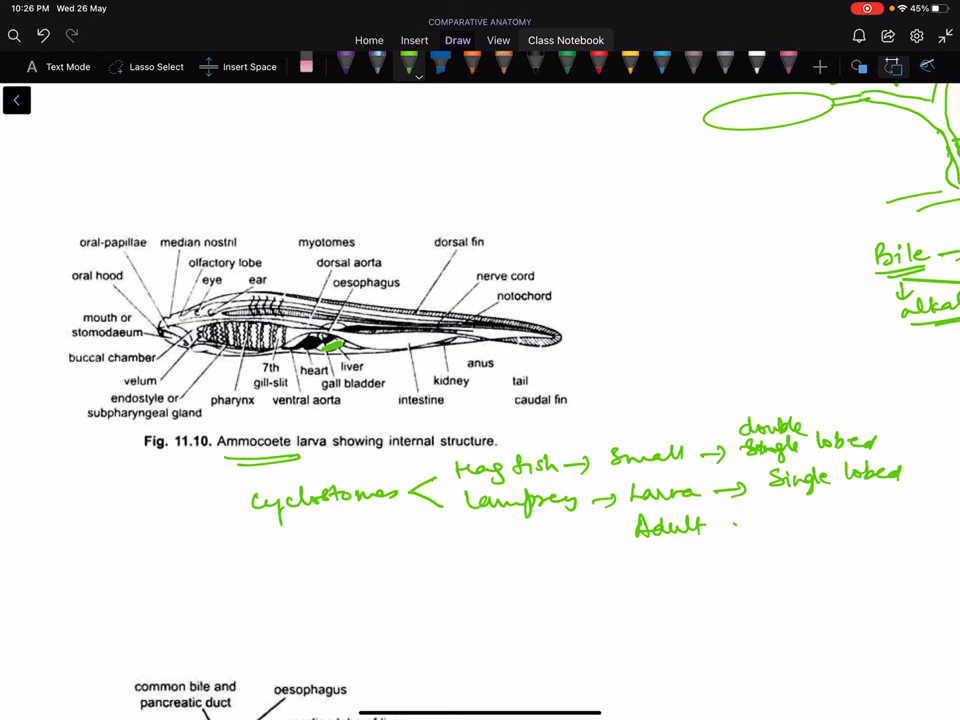 10:26 PM Wed 26 May
45%
COMPARATIVE ANATOMY
Home Insert Draw View Class Notebook
Text Mode Lasso Select Insert Space
Bile
alkal
oral-papillae median nostril myotomes dorsal fin
olfactory lobe dorsal aorta
oral hood eye ear oesophagus nerve cord
notochord
mouth or
stomodaeum
buccal chamber
7th heart liver anus
velum gill-slit gall bladder kidney tail
endostyle or
subpharyngeal gland pharynx ventral aorta intestine caudal fin
Fig. 11.10. Ammocoete larva showing internal structure.
double
Hag fish → Small → Single lobed
cyclostomes < Lamprey → Larva → Single lobed
Adult
common bile and
pancreatic duct
oesophagus